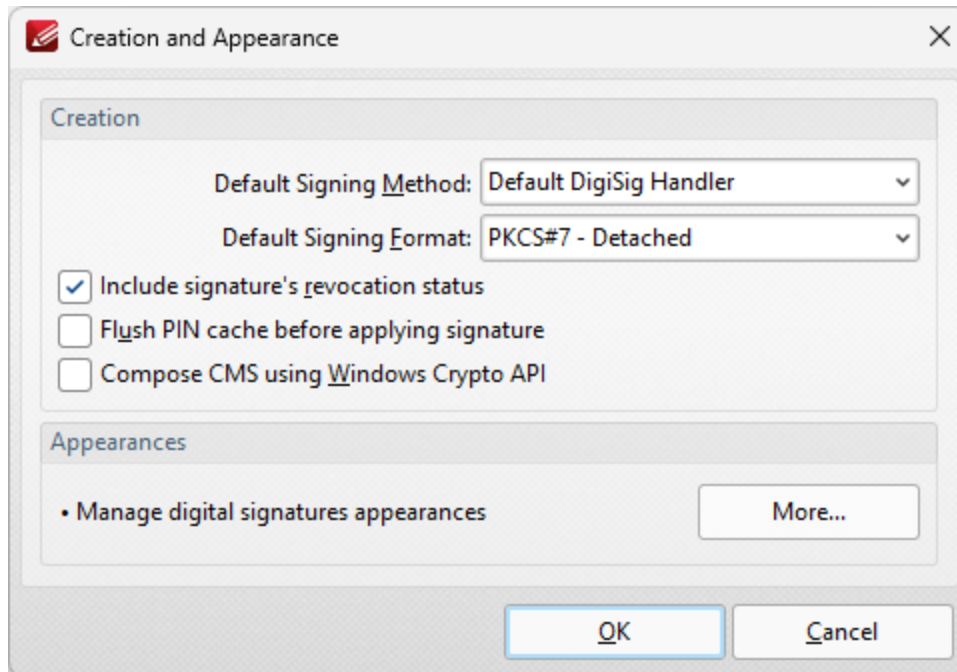 Creation and Appearance
Creation
Default Signing Method: Default DigiSig Handler
Default Signing Format: PKCS#7 - Detached
Include signature's revocation status
Flush PIN cache before applying signature
Compose CMS using Windows Crypto API
Appearances
• Manage digital signatures appearances More...
OK Cancel